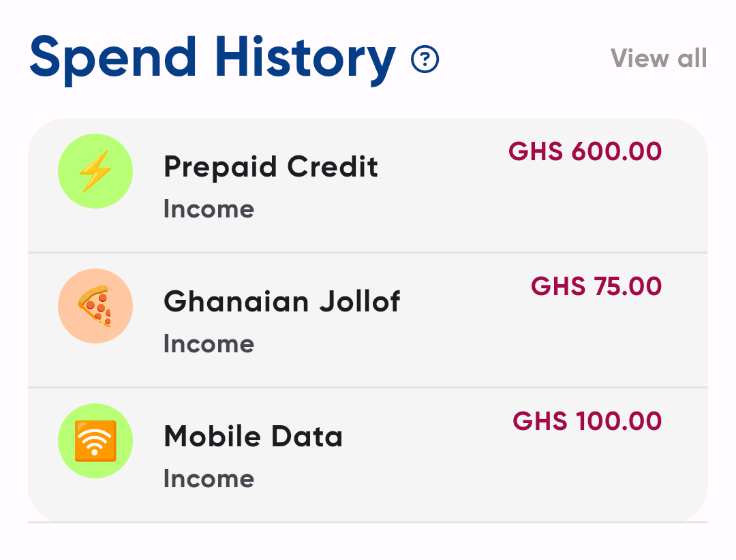 Spend History ?
View all
Prepaid Credit
GHS 600.00
Income
Ghanaian Jollof
GHS 75.00
Income
Mobile Data
GHS 100.00
Income